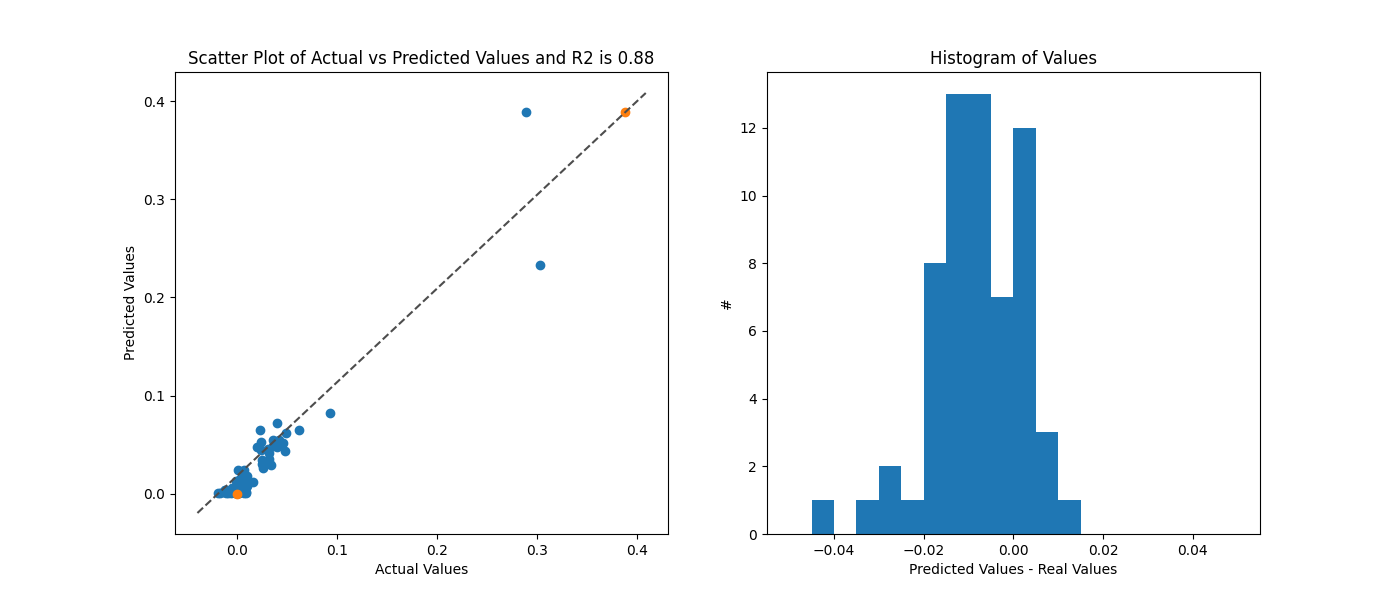 Scatter Plot of Actual vs Predicted Values and R2 is 0.88
Predicted Values
0.4
0.3
0.2
0.1
0.0
0.0 0.1 0.2 0.3 0.4
Actual Values
Histogram of Values
#
12
10
8
6
4
2
0
−0.04 −0.02 0.00 0.02 0.04
Predicted Values - Real Values